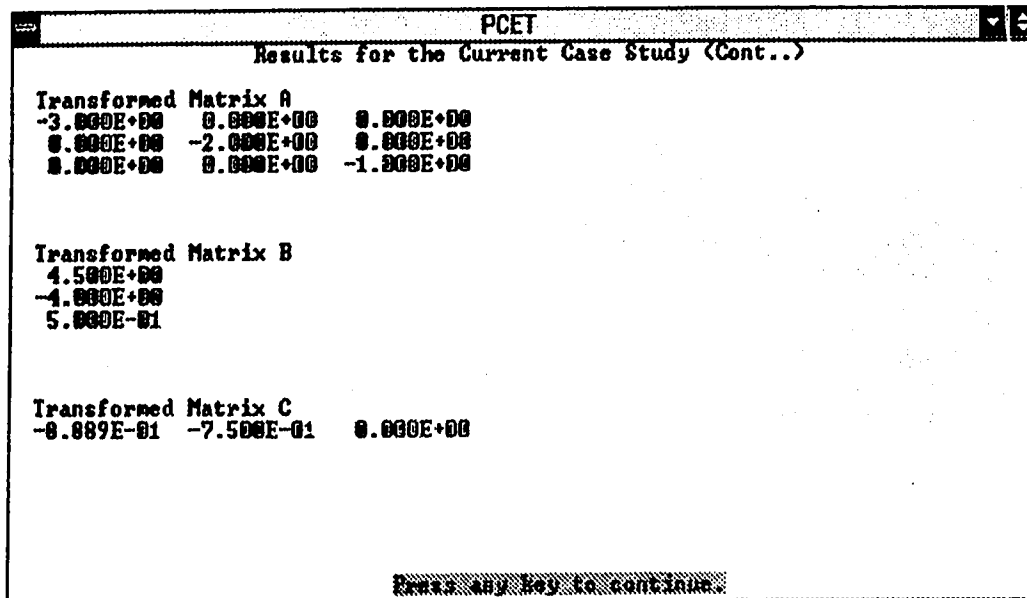 PCET
Results for the Current Case Study (Cont..)
Transformed Matrix A
-3.000E+00 0.000E+00 0.000E+00
0.000E+00 -2.000E+00 0.000E+00
0.000E+00 0.000E+00 -1.000E+00
Transformed Matrix B
4.500E+00
-4.000E+00
5.000E-01
Transformed Matrix C
-8.889E-01 -7.500E-01 0.000E+00
Press any key to continue.